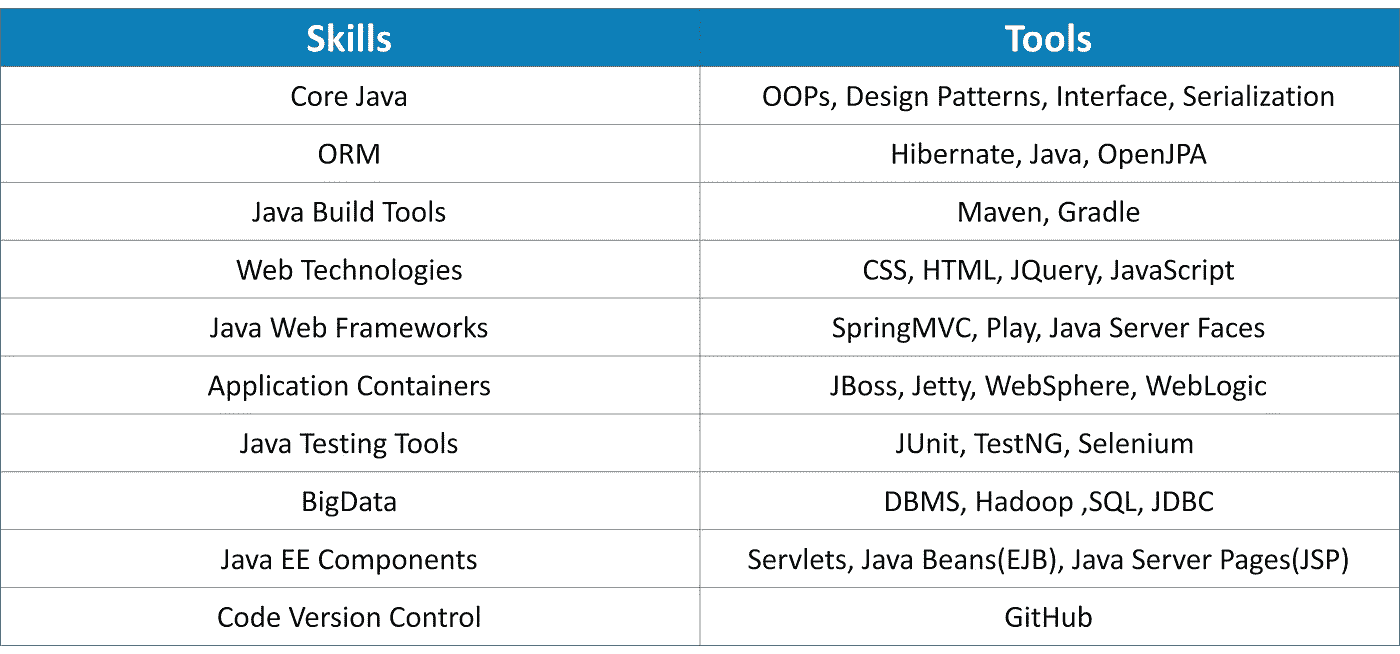 Skills Tools
Core Java OOPs, Design Patterns, Interface, Serialization
ORM Hibernate, Java, OpenJPA
Java Build Tools Maven, Gradle
Web Technologies CSS, HTML, JQuery, JavaScript
Java Web Frameworks SpringMVC, Play, Java Server Faces
Application Containers JBoss, Jetty, WebSphere, WebLogic
Java Testing Tools JUnit, TestNG, Selenium
BigData DBMS, Hadoop ,SQL, JDBC
Java EE Components Servlets, Java Beans(EJB), Java Server Pages(JSP)
Code Version Control GitHub